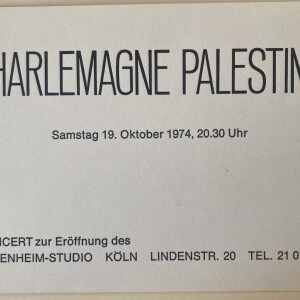 HARLEMAGNE PALESTIN
Samstag 19. Oktober 1974, 20.30 Uhr
NCERT zur Eröffnung des
ENHEIM-STUDIO KÖLN LINDENSTR. 20 TEL. 21 0